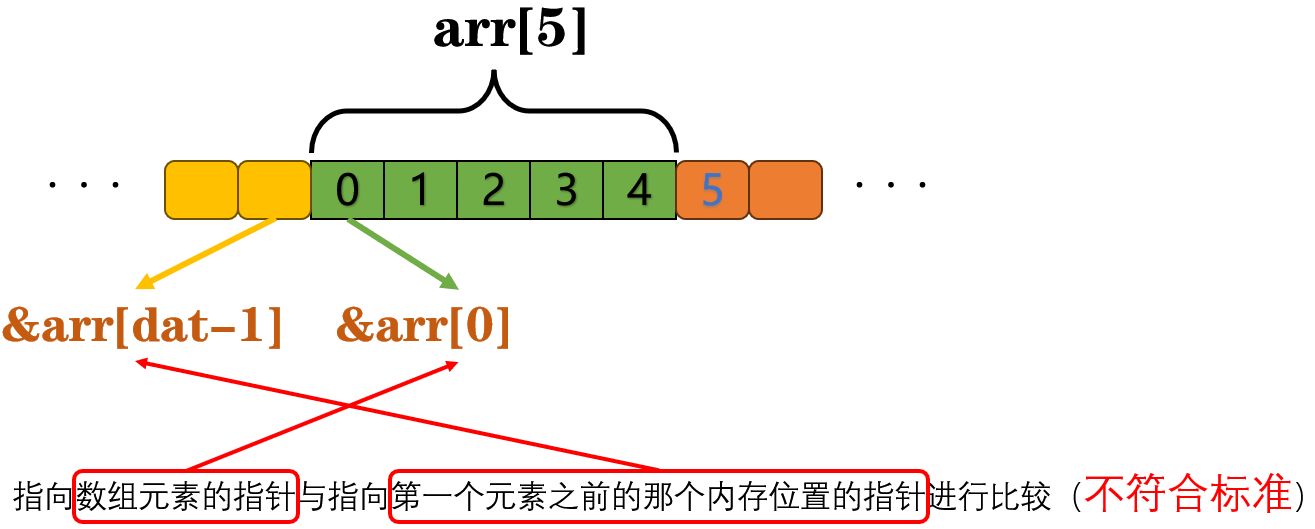 arr[5]
· · · 0 1 2 3 4 5 · · ·
&arr[dat-1] &arr[0]
指向数组元素的指针与指向第一个元素之前的那个内存位置的指针进行比较（不符合标准）